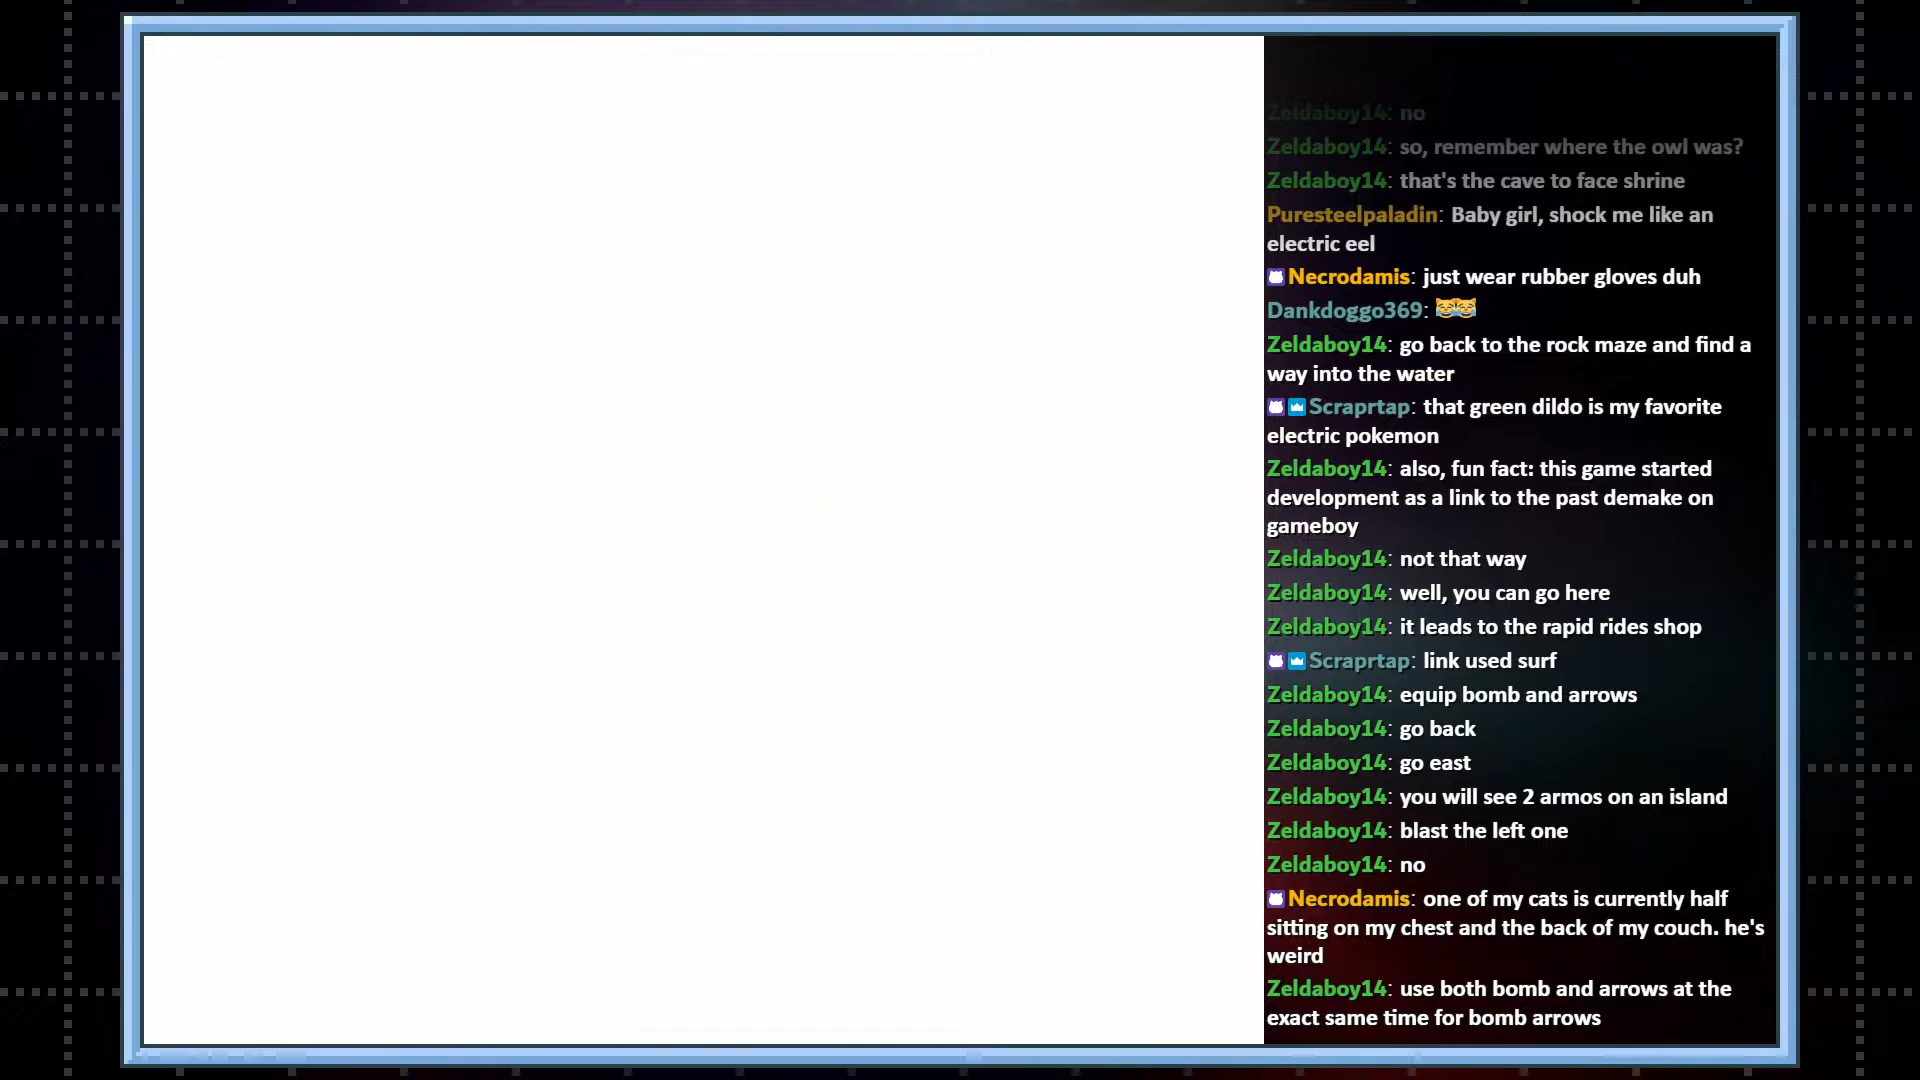 Zeldaboy14: no
Zeldaboy14: so, remember where the owl was?
Zeldaboy14: that's the cave to face shrine
Puresteelpaladin: Baby girl, shock me like an
electric eel
Necrodamis: just wear rubber gloves duh
Dankdoggo369: 😹😹
Zeldaboy14: go back to the rock maze and find a
way into the water
Scraprtap: that green dildo is my favorite
electric pokemon
Zeldaboy14: also, fun fact: this game started
development as a link to the past demake on
gameboy
Zeldaboy14: not that way
Zeldaboy14: well, you can go here
Zeldaboy14: it leads to the rapid rides shop
Scraprtap: link used surf
Zeldaboy14: equip bomb and arrows
Zeldaboy14: go back
Zeldaboy14: go east
Zeldaboy14: you will see 2 armos on an island
Zeldaboy14: blast the left one
Zeldaboy14: no
Necrodamis: one of my cats is currently half
sitting on my chest and the back of my couch. he's
weird
Zeldaboy14: use both bomb and arrows at the
exact same time for bomb arrows